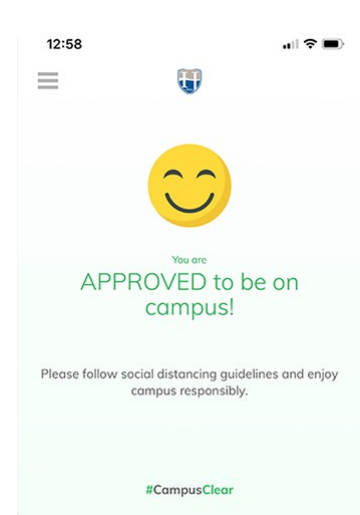 12:58
You are
APPROVED to be on
campus!
Please follow social distancing guidelines and enjoy
campus responsibly.
#CampusClear